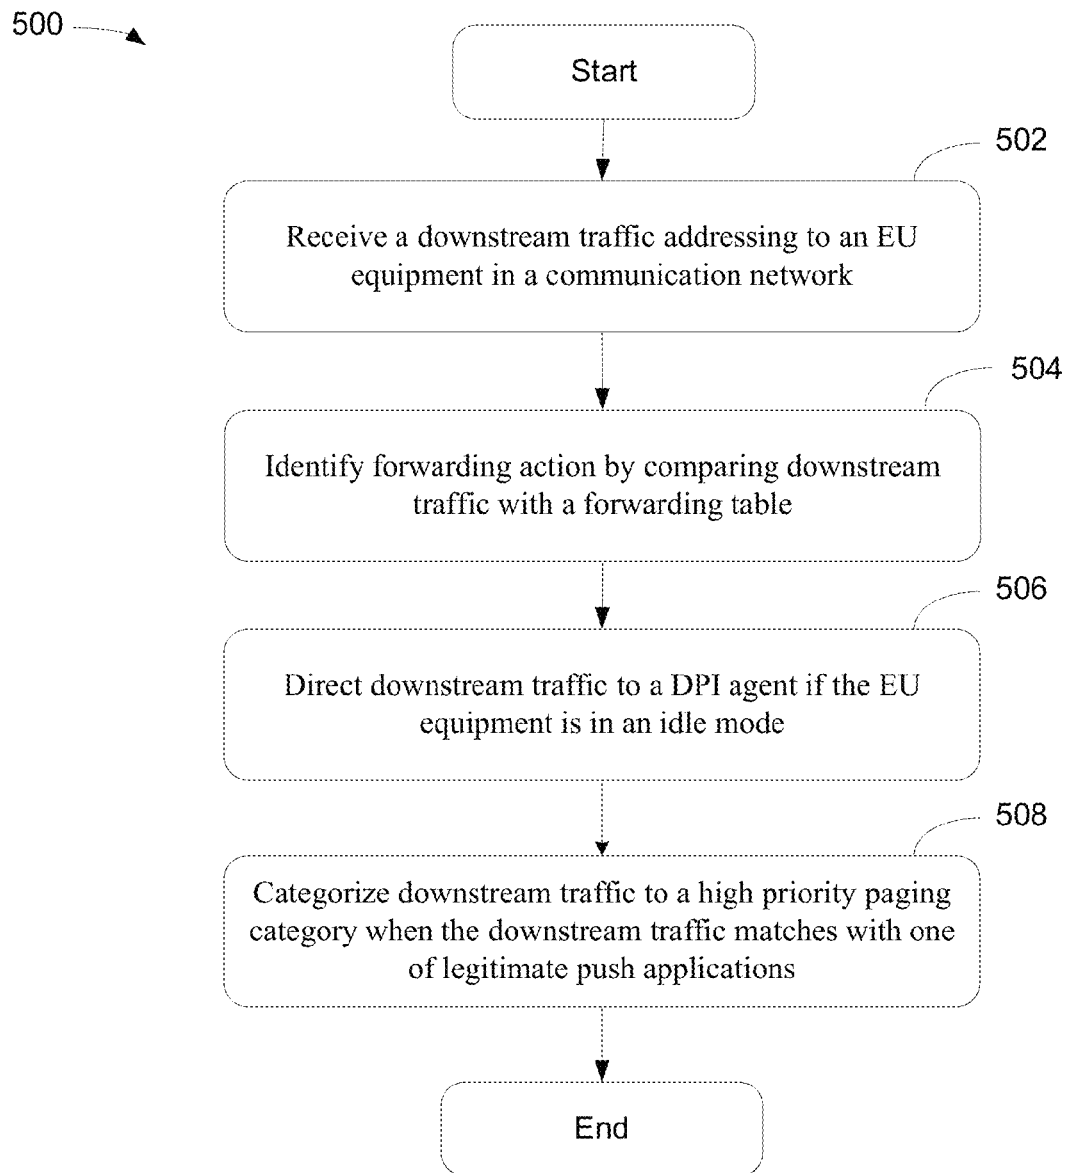 500
Start
502
Receive a downstream traffic addressing to an EU
equipment in a communication network
504
Identify forwarding action by comparing downstream
traffic with a forwarding table
506
Direct downstream traffic to a DPI agent if the EU
equipment is in an idle mode
508
Categorize downstream traffic to a high priority paging
category when the downstream traffic matches with one
of legitimate push applications
End